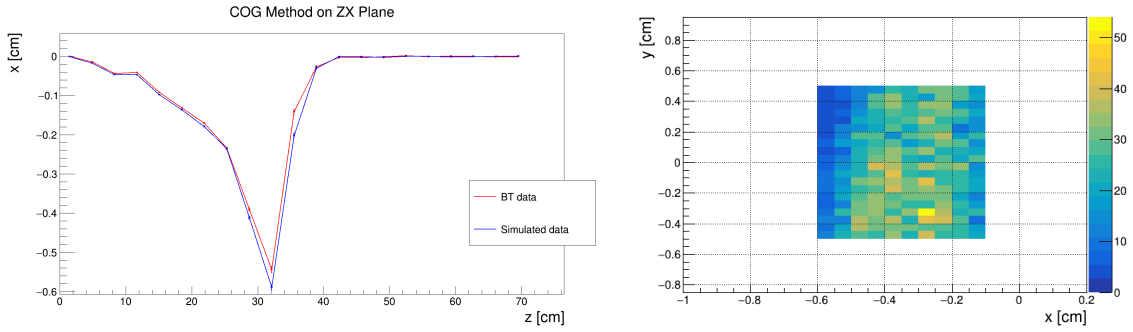 COG Method on ZX Plane
x [cm]
0
−0.1
−0.2
−0.3
−0.4
−0.5
−0.6
0 10 20 30 40 50 60 70
z [cm]
BT data
Simulated data
y [cm]
0.8
0.6
0.4
0.2
0
−0.2
−0.4
−0.6
−0.8
−1 −0.8 −0.6 −0.4 −0.2 0 0.2
x [cm]
50
40
30
20
10
0